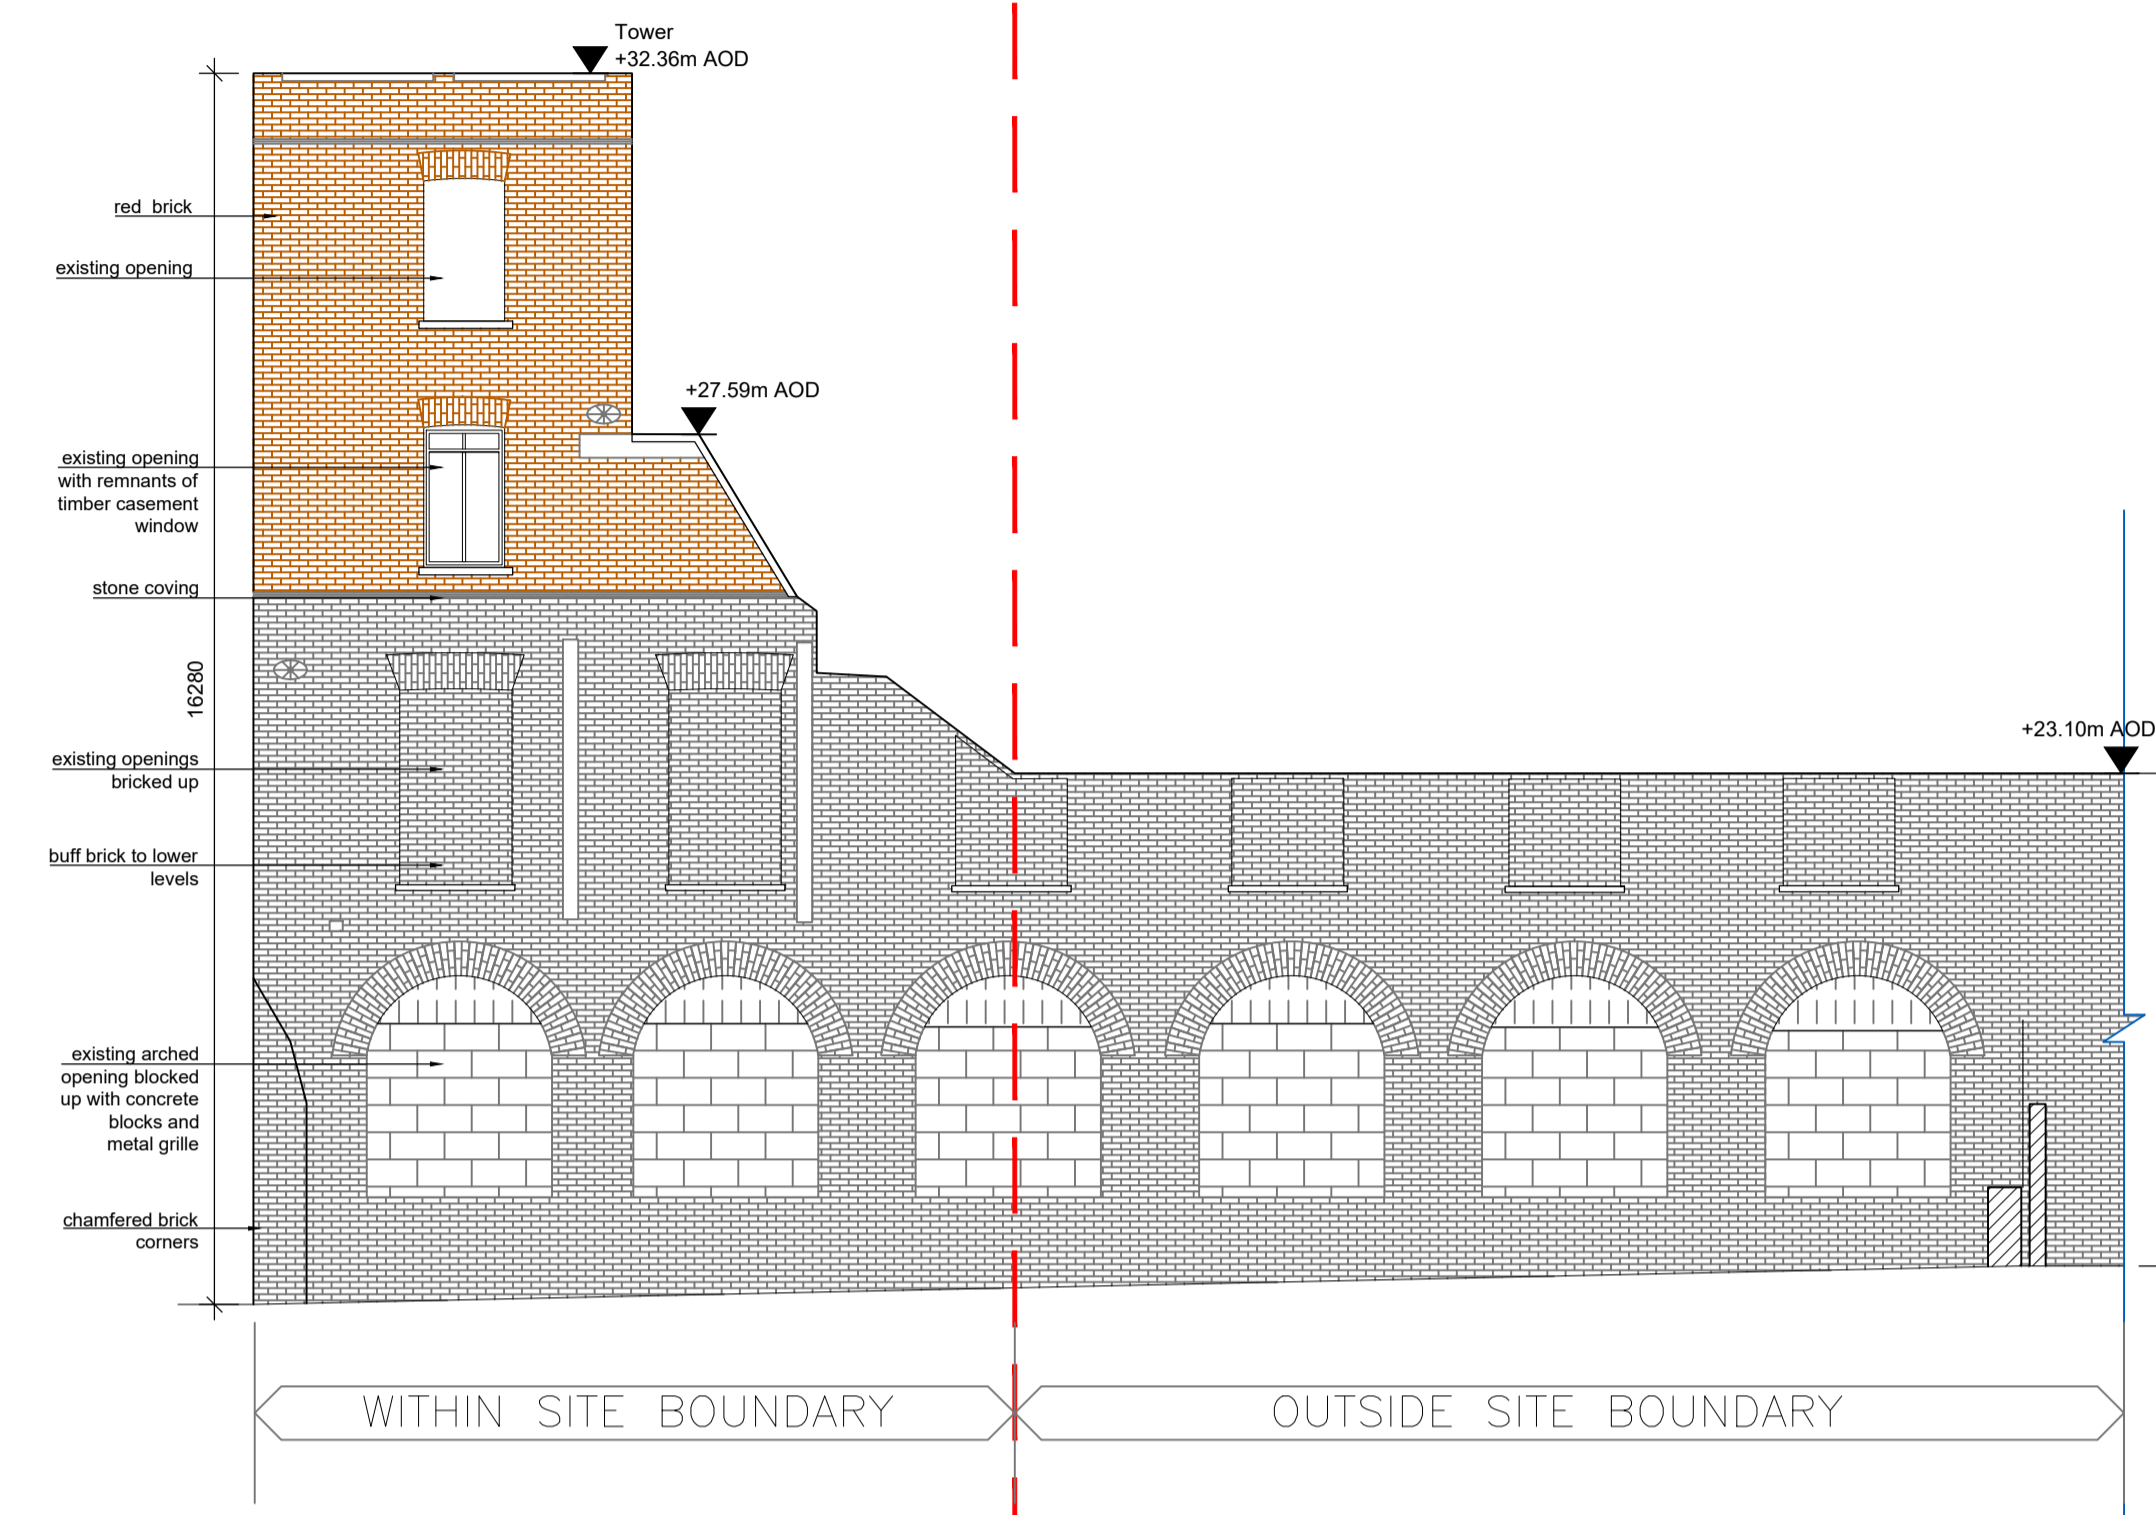 Tower
+32.36m AOD
red brick
existing opening
+27.59m AOD
existing opening
with remnants of
timber casement
window
stone coving
16280
+23.10m AOD
existing openings
bricked up
buff brick to lower
levels
existing arched
opening blocked
up with concrete
blocks and
metal grille
chamfered brick
corners
WITHIN SITE BOUNDARY
OUTSIDE SITE BOUNDARY